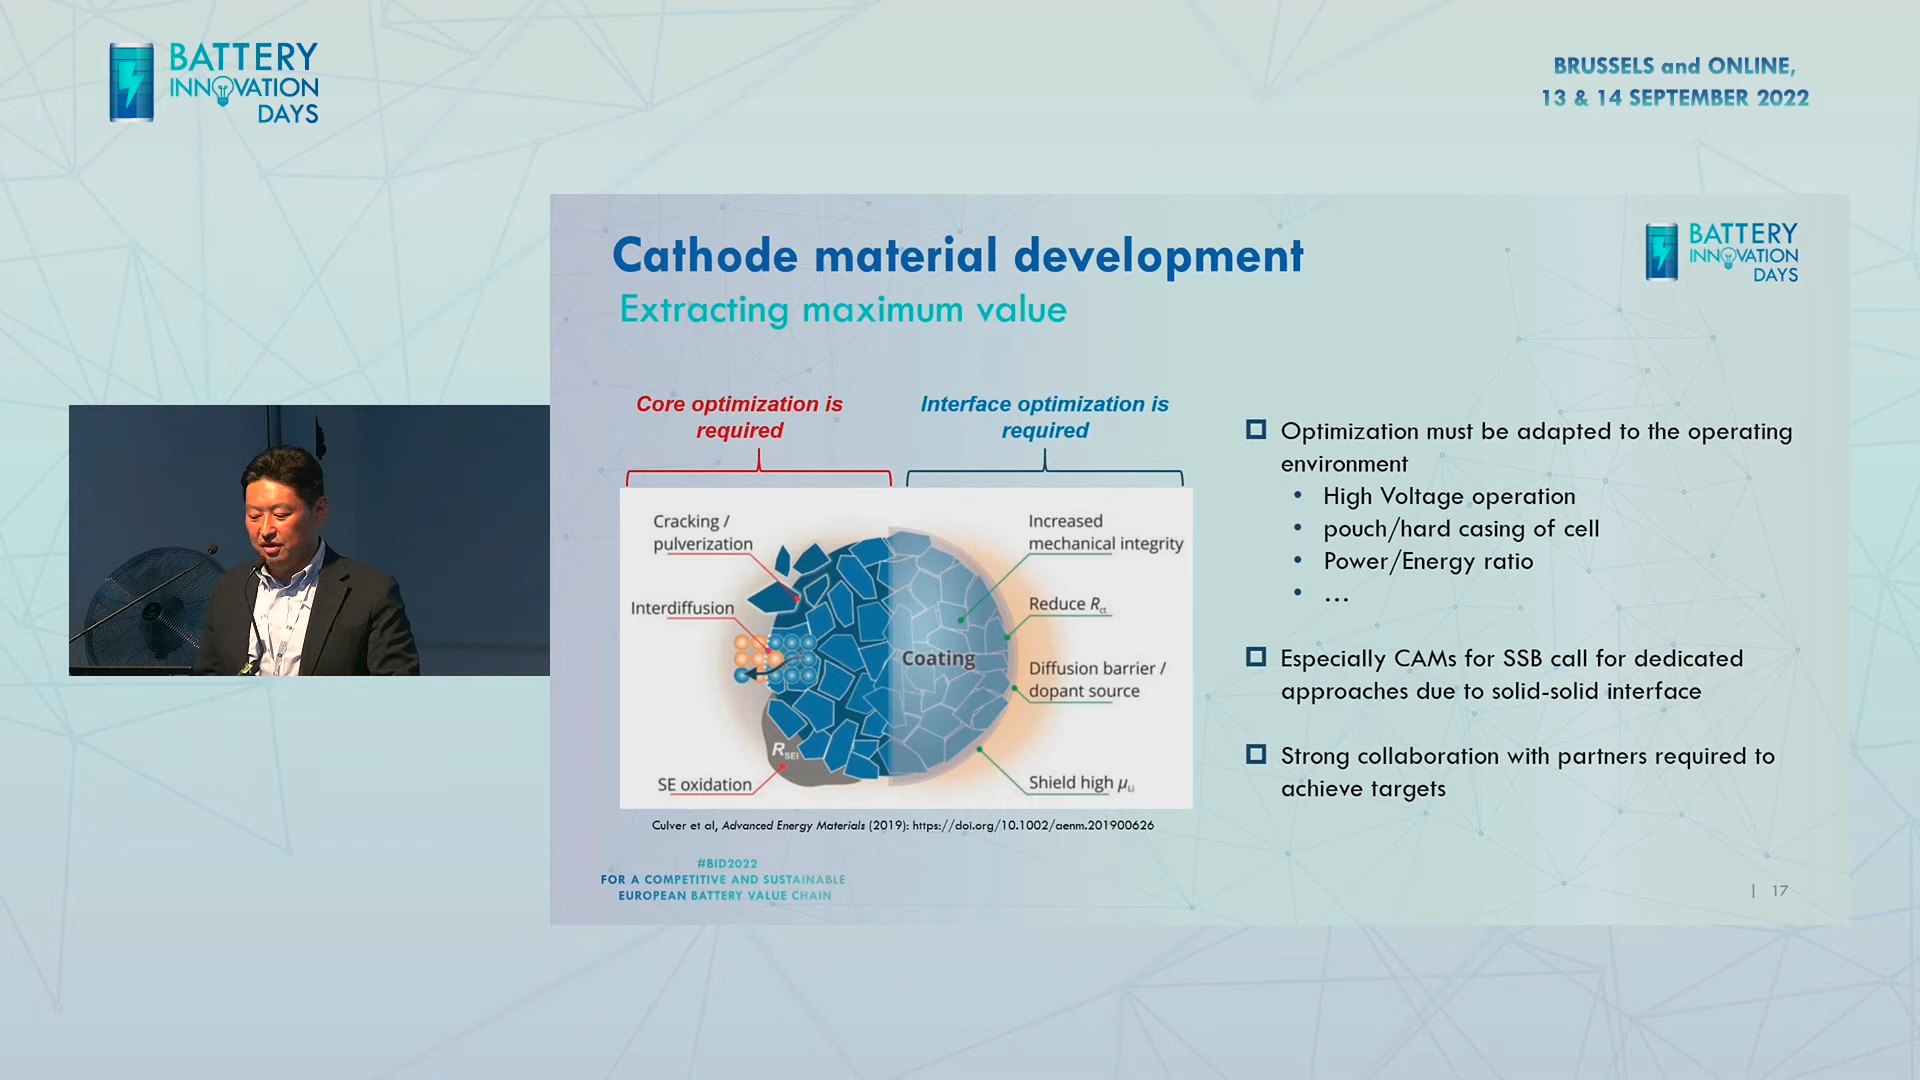 BATTERY
INNOVATION
DAYS
BRUSSELS and ONLINE,
13 & 14 SEPTEMBER 2022
Cathode material development
Extracting maximum value
BATTERY
INNOVATION
DAYS
Core optimization is
required
Interface optimization is
required
Cracking /
pulverization
Interdiffusion
RSEI
SE oxidation
Coating
Increased
mechanical integrity
Reduce Rct
Diffusion barrier /
dopant source
Shield high μLi
Culver et al, Advanced Energy Materials (2019): https://doi.org/10.1002/aenm.201900626
Optimization must be adapted to the operating
environment
• High Voltage operation
• pouch/hard casing of cell
• Power/Energy ratio
• ...
Especially CAMs for SSB call for dedicated
approaches due to solid-solid interface
Strong collaboration with partners required to
achieve targets
#BID2022
FOR A COMPETITIVE AND SUSTAINABLE
EUROPEAN BATTERY VALUE CHAIN
| 17